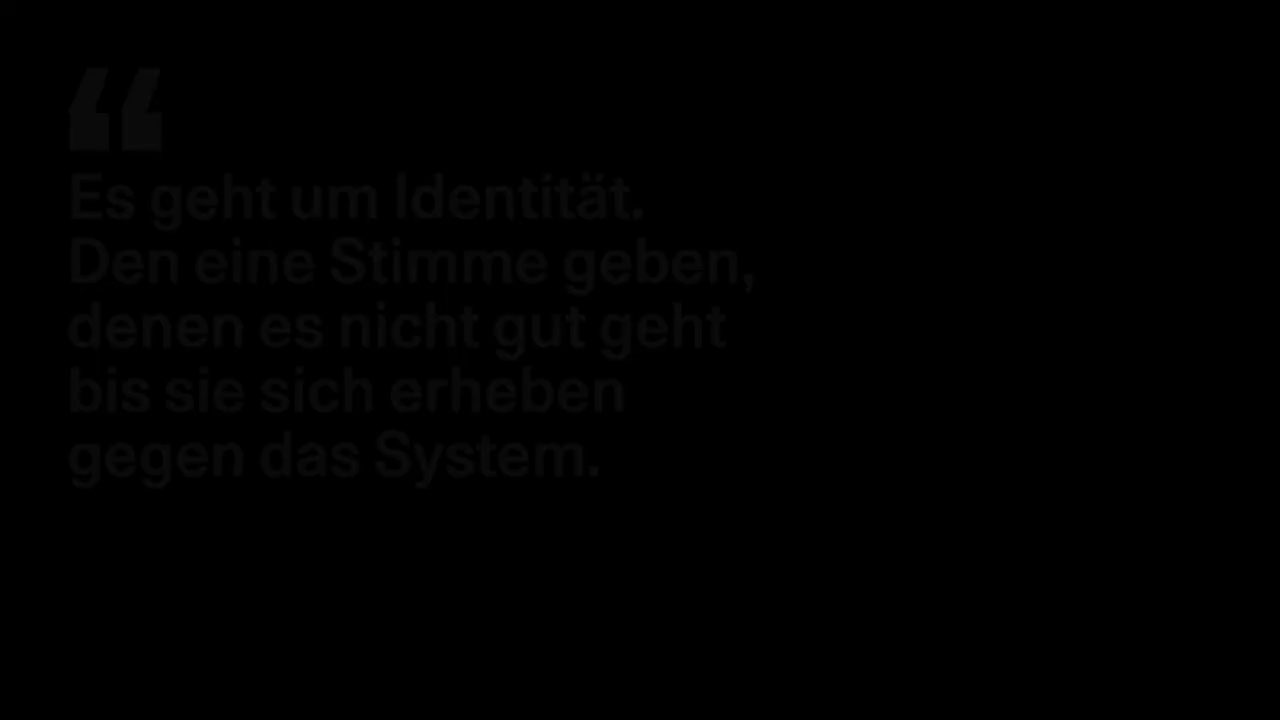 “
Es geht um Identität.
Den eine Stimme geben,
denen es nicht gut geht
bis sie sich erheben
gegen das System.